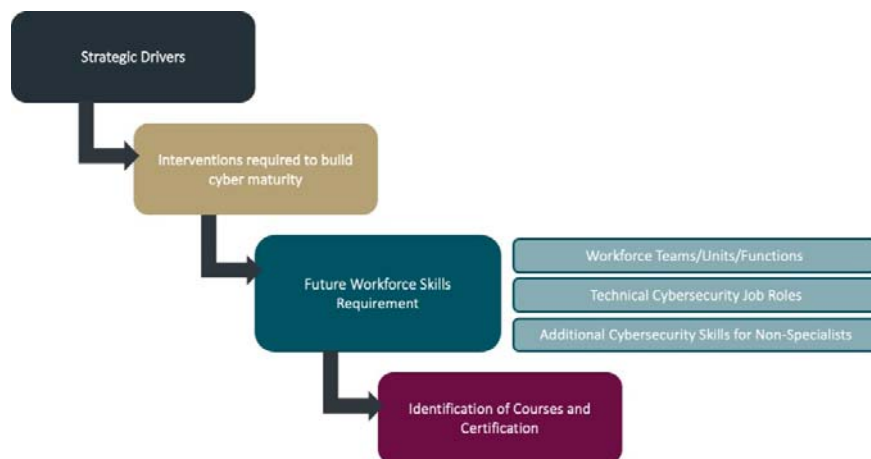 Strategic Drivers
Interventions required to build
cyber maturity
Future Workforce Skills
Requirement
Workforce Teams/Units/Functions
Technical Cybersecurity Job Roles
Additional Cybersecurity Skills for Non-Specialists
Identification of Courses and
Certification